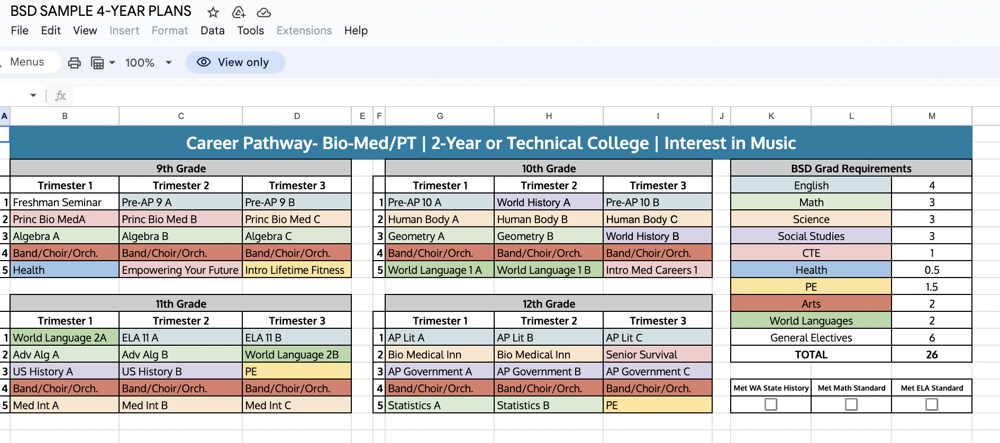 BSD SAMPLE 4-YEAR PLANS
File Edit View Insert Format Data Tools Extensions Help
Menus 100% View only
fx
A B C D E F G H I J K L M
Career Pathway- Bio-Med/PT | 2-Year or Technical College | Interest in Music
9th Grade 10th Grade BSD Grad Requirements
Trimester 1 Trimester 2 Trimester 3 Trimester 1 Trimester 2 Trimester 3 English 4
1 Freshman Seminar Pre-AP 9 A Pre-AP 9 B 1 Pre-AP 10 A World History A Pre-AP 10 B Math 3
2 Princ Bio MedA Princ Bio Med B Princ Bio Med C 2 Human Body A Human Body B Human Body C Science 3
3 Algebra A Algebra B Algebra C 3 Geometry A Geometry B World History B Social Studies 3
4 Band/Choir/Orch. Band/Choir/Orch. Band/Choir/Orch. 4 Band/Choir/Orch. Band/Choir/Orch. Band/Choir/Orch. CTE 1
5 Health Empowering Your Future Intro Lifetime Fitness 5 World Language 1 A World Language 1 B Intro Med Careers 1 Health 0.5
PE 1.5
11th Grade 12th Grade Arts 2
Trimester 1 Trimester 2 Trimester 3 Trimester 1 Trimester 2 Trimester 3 World Languages 2
1 World Language 2A ELA 11 A ELA 11 B 1 AP Lit A AP Lit B AP Lit C General Electives 6
2 Adv Alg A Adv Alg B World Language 2B 2 Bio Medical Inn Bio Medical Inn Senior Survival TOTAL 26
3 US History A US History B PE 3 AP Government A AP Government B AP Government C
4 Band/Choir/Orch. Band/Choir/Orch. Band/Choir/Orch. 4 Band/Choir/Orch. Band/Choir/Orch. Band/Choir/Orch. Met WA State History Met Math Standard Met ELA Standard
5 Med Int A Med Int B Med Int C 5 Statistics A Statistics B PE